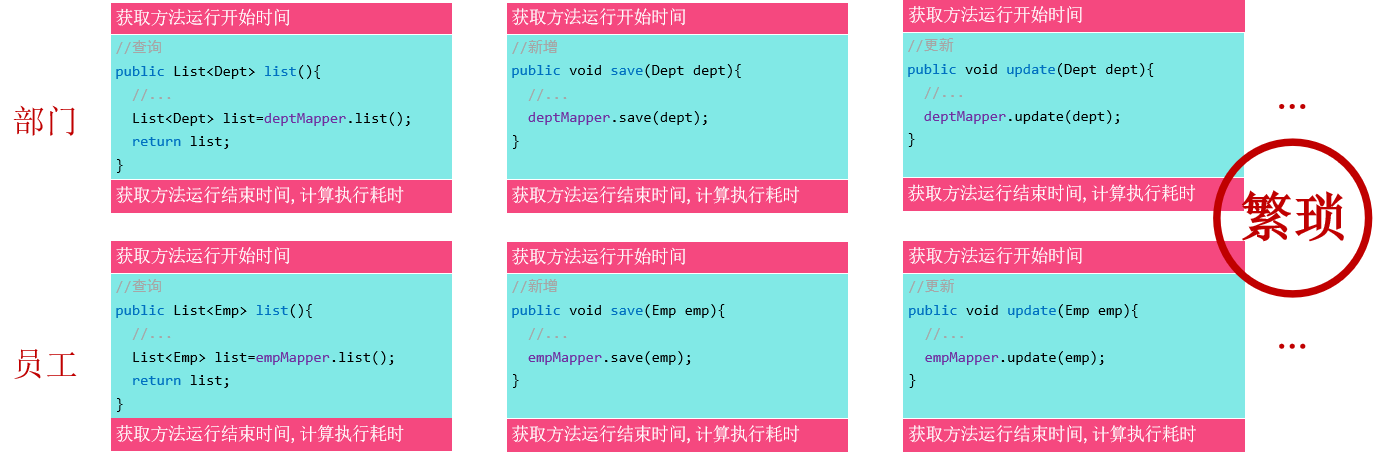 部门
获取方法运行开始时间
//查询
public List<Dept> list(){
//...
List<Dept> list=deptMapper.list();
return list;
}
获取方法运行结束时间, 计算执行耗时
获取方法运行开始时间
//新增
public void save(Dept dept){
//...
deptMapper.save(dept);
}
获取方法运行结束时间, 计算执行耗时
获取方法运行开始时间
//更新
public void update(Dept dept){
//...
deptMapper.update(dept);
}
获取方法运行结束时间, 计算执行耗时
...
繁琐
员工
获取方法运行开始时间
//查询
public List<Emp> list(){
//...
List<Emp> list=empMapper.list();
return list;
}
获取方法运行结束时间, 计算执行耗时
获取方法运行开始时间
//新增
public void save(Emp emp){
//...
empMapper.save(emp);
}
获取方法运行结束时间, 计算执行耗时
获取方法运行开始时间
//更新
public void update(Emp emp){
//...
empMapper.update(emp);
}
获取方法运行结束时间, 计算执行耗时
...